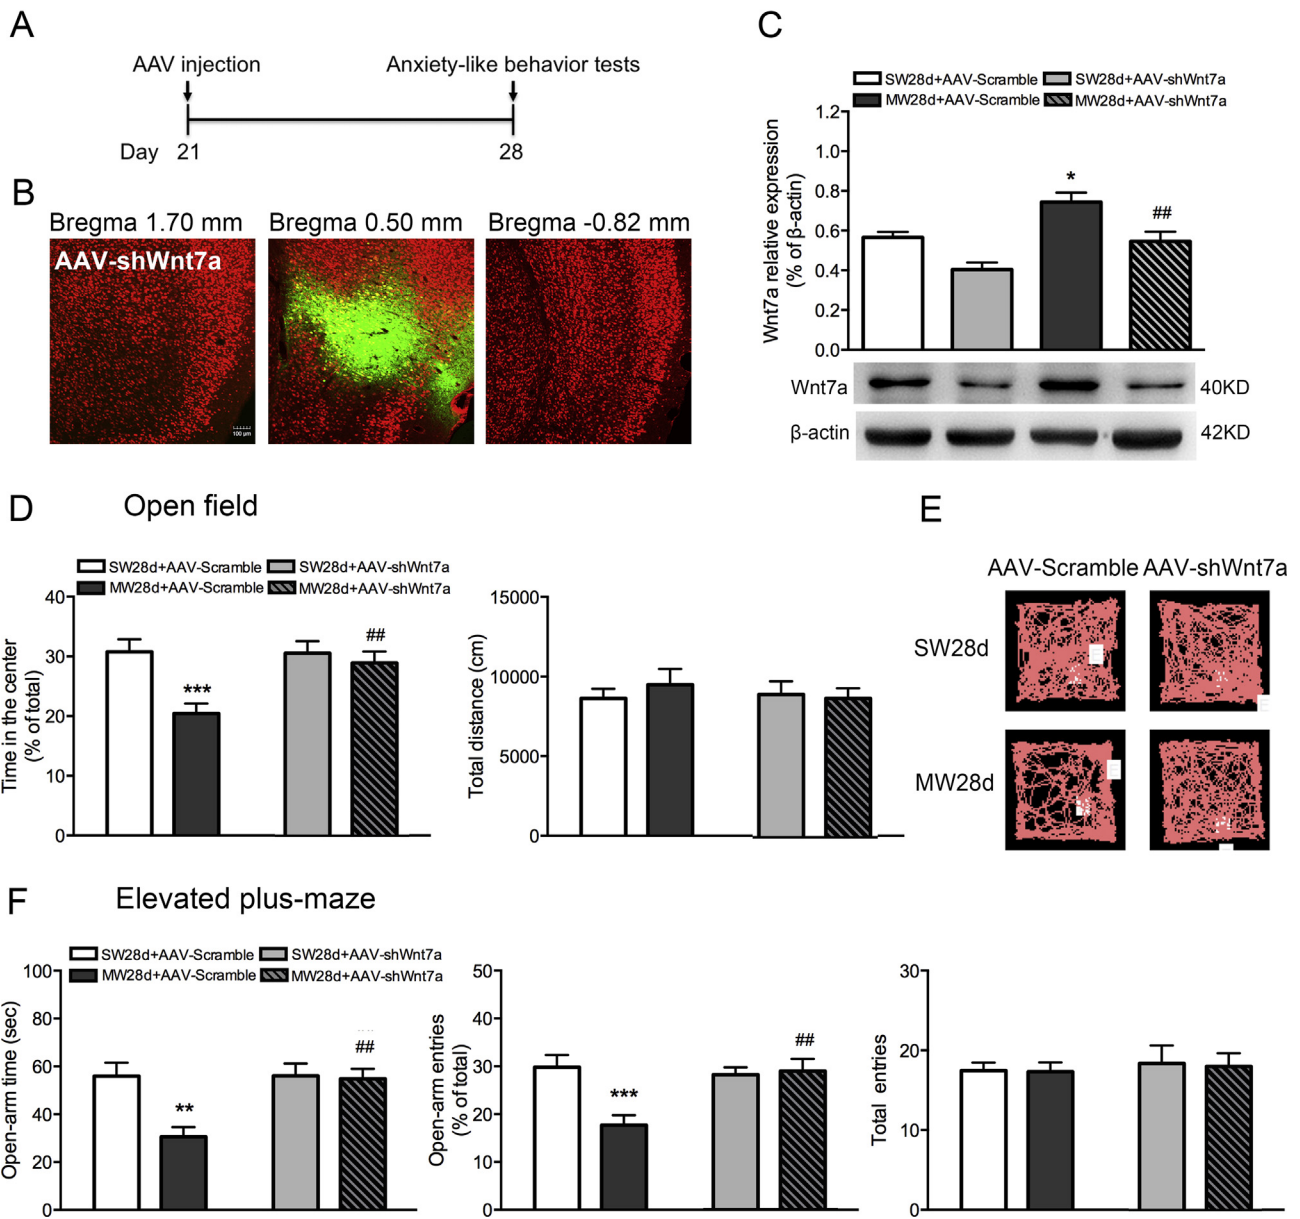 A
AAV injection
Anxiety-like behavior tests
Day 21 28
B
Bregma 1.70 mm Bregma 0.50 mm Bregma -0.82 mm
AAV-shWnt7a
100 μm
C
SW28d+AAV-Scramble SW28d+AAV-shWnt7a
MW28d+AAV-Scramble MW28d+AAV-shWnt7a
Wnt7a relative expression
(% of β-actin)
1.2
1.0
0.8
0.6
0.4
0.2
0.0
*
##
Wnt7a 40KD
β-actin 42KD
D
Open field
SW28d+AAV-Scramble SW28d+AAV-shWnt7a
MW28d+AAV-Scramble MW28d+AAV-shWnt7a
Time in the center
(% of total)
40
30
20
10
0
***
##
Total distance (cm)
15000
10000
5000
0
E
AAV-Scramble AAV-shWnt7a
SW28d
MW28d
F
Elevated plus-maze
SW28d+AAV-Scramble SW28d+AAV-shWnt7a
MW28d+AAV-Scramble MW28d+AAV-shWnt7a
Open-arm time (sec)
100
80
60
40
20
0
**
##
Open-arm entries
(% of total)
50
40
30
20
10
0
***
##
Total entries
30
20
10
0